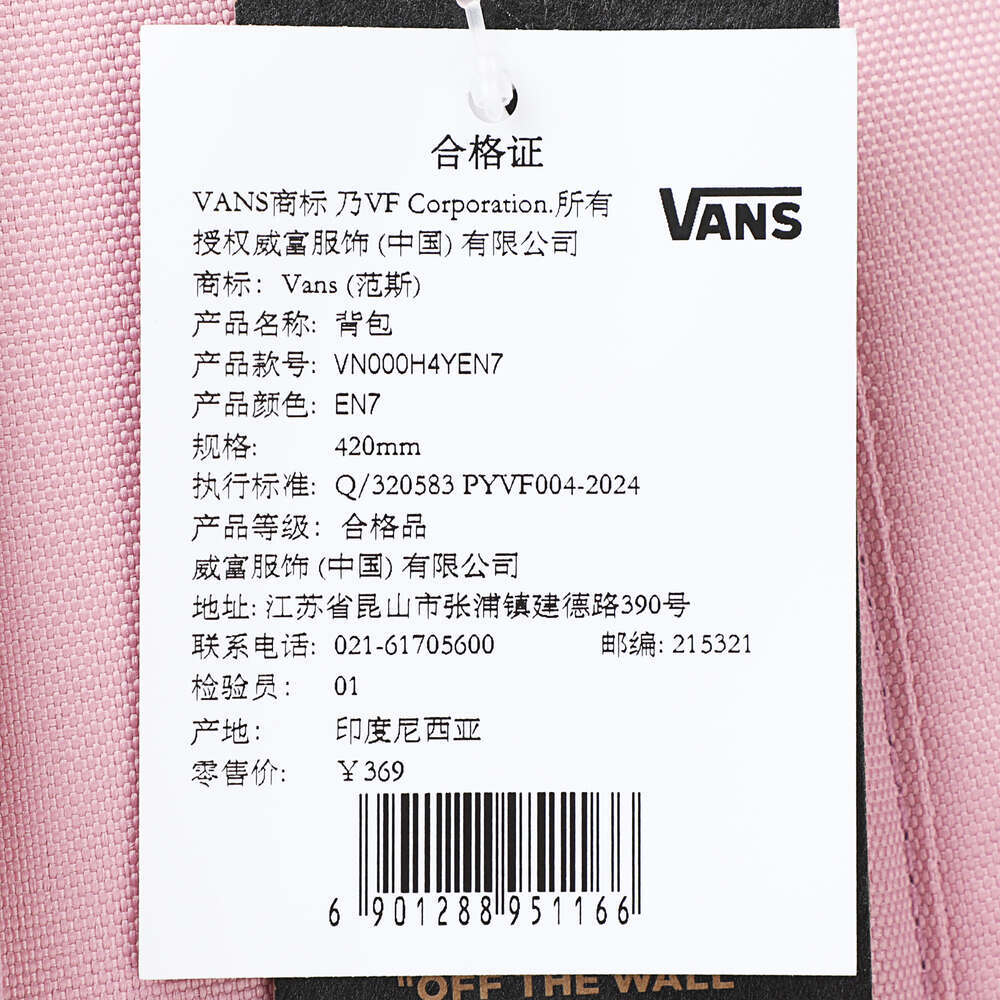 合格证
VANS商标 乃VF Corporation.所有
VANS
授权威富服饰 (中国) 有限公司
商标：Vans (范斯)
产品名称: 背包
产品款号: VN000H4YEN7
产品颜色: EN7
规格: 420mm
执行标准: Q/320583 PYVF004-2024
产品等级：合格品
威富服饰 (中国) 有限公司
地址: 江苏省昆山市张浦镇建德路390号
联系电话: 021-61705600 邮编: 215321
检验员: 01
产地: 印度尼西亚
零售价: ￥369
6 901288 951166
"OFF THE WALL